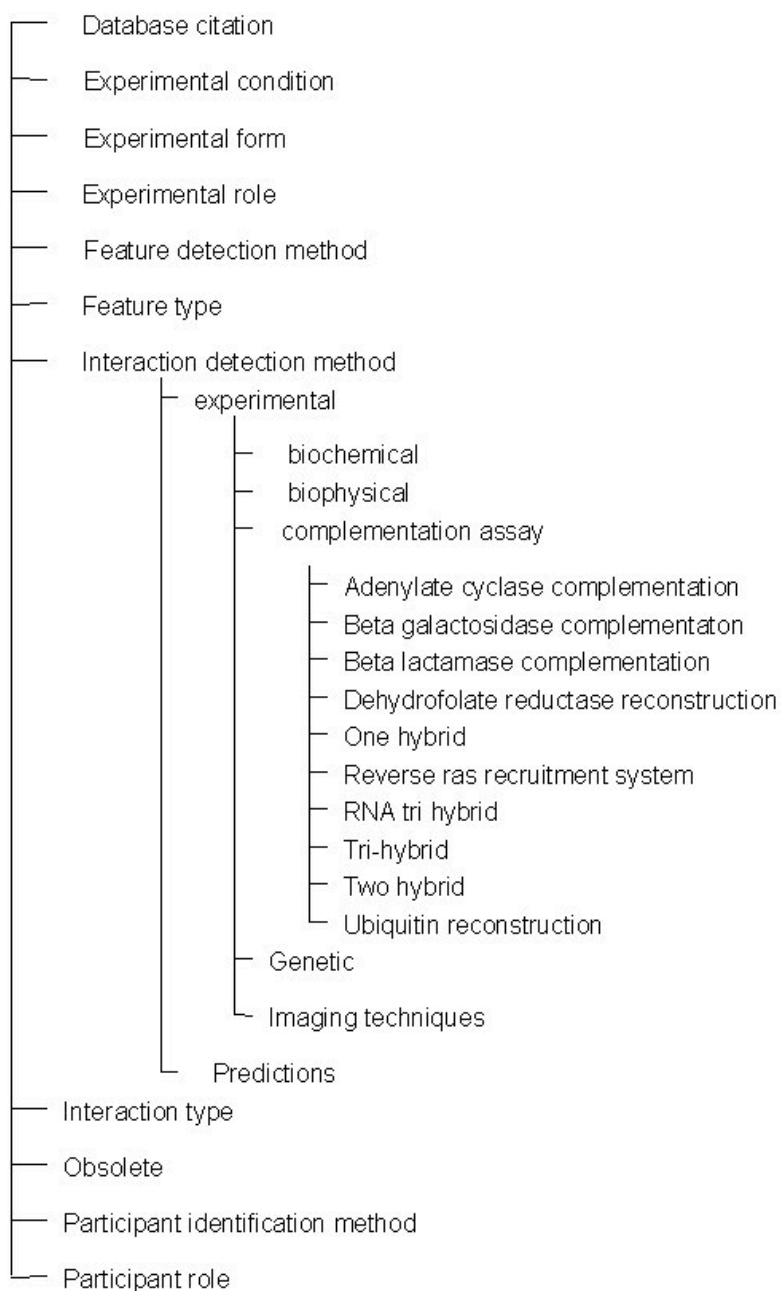 Database citation
Experimental condition
Experimental form
Experimental role
Feature detection method
Feature type
Interaction detection method
experimental
biochemical
biophysical
complementation assay
Adenylate cyclase complementation
Beta galactosidase complementaton
Beta lactamase complementation
Dehydrofolate reductase reconstruction
One hybrid
Reverse ras recruitment system
RNA tri hybrid
Tri-hybrid
Two hybrid
Ubiquitin reconstruction
Genetic
Imaging techniques
Predictions
Interaction type
Obsolete
Participant identification method
Participant role